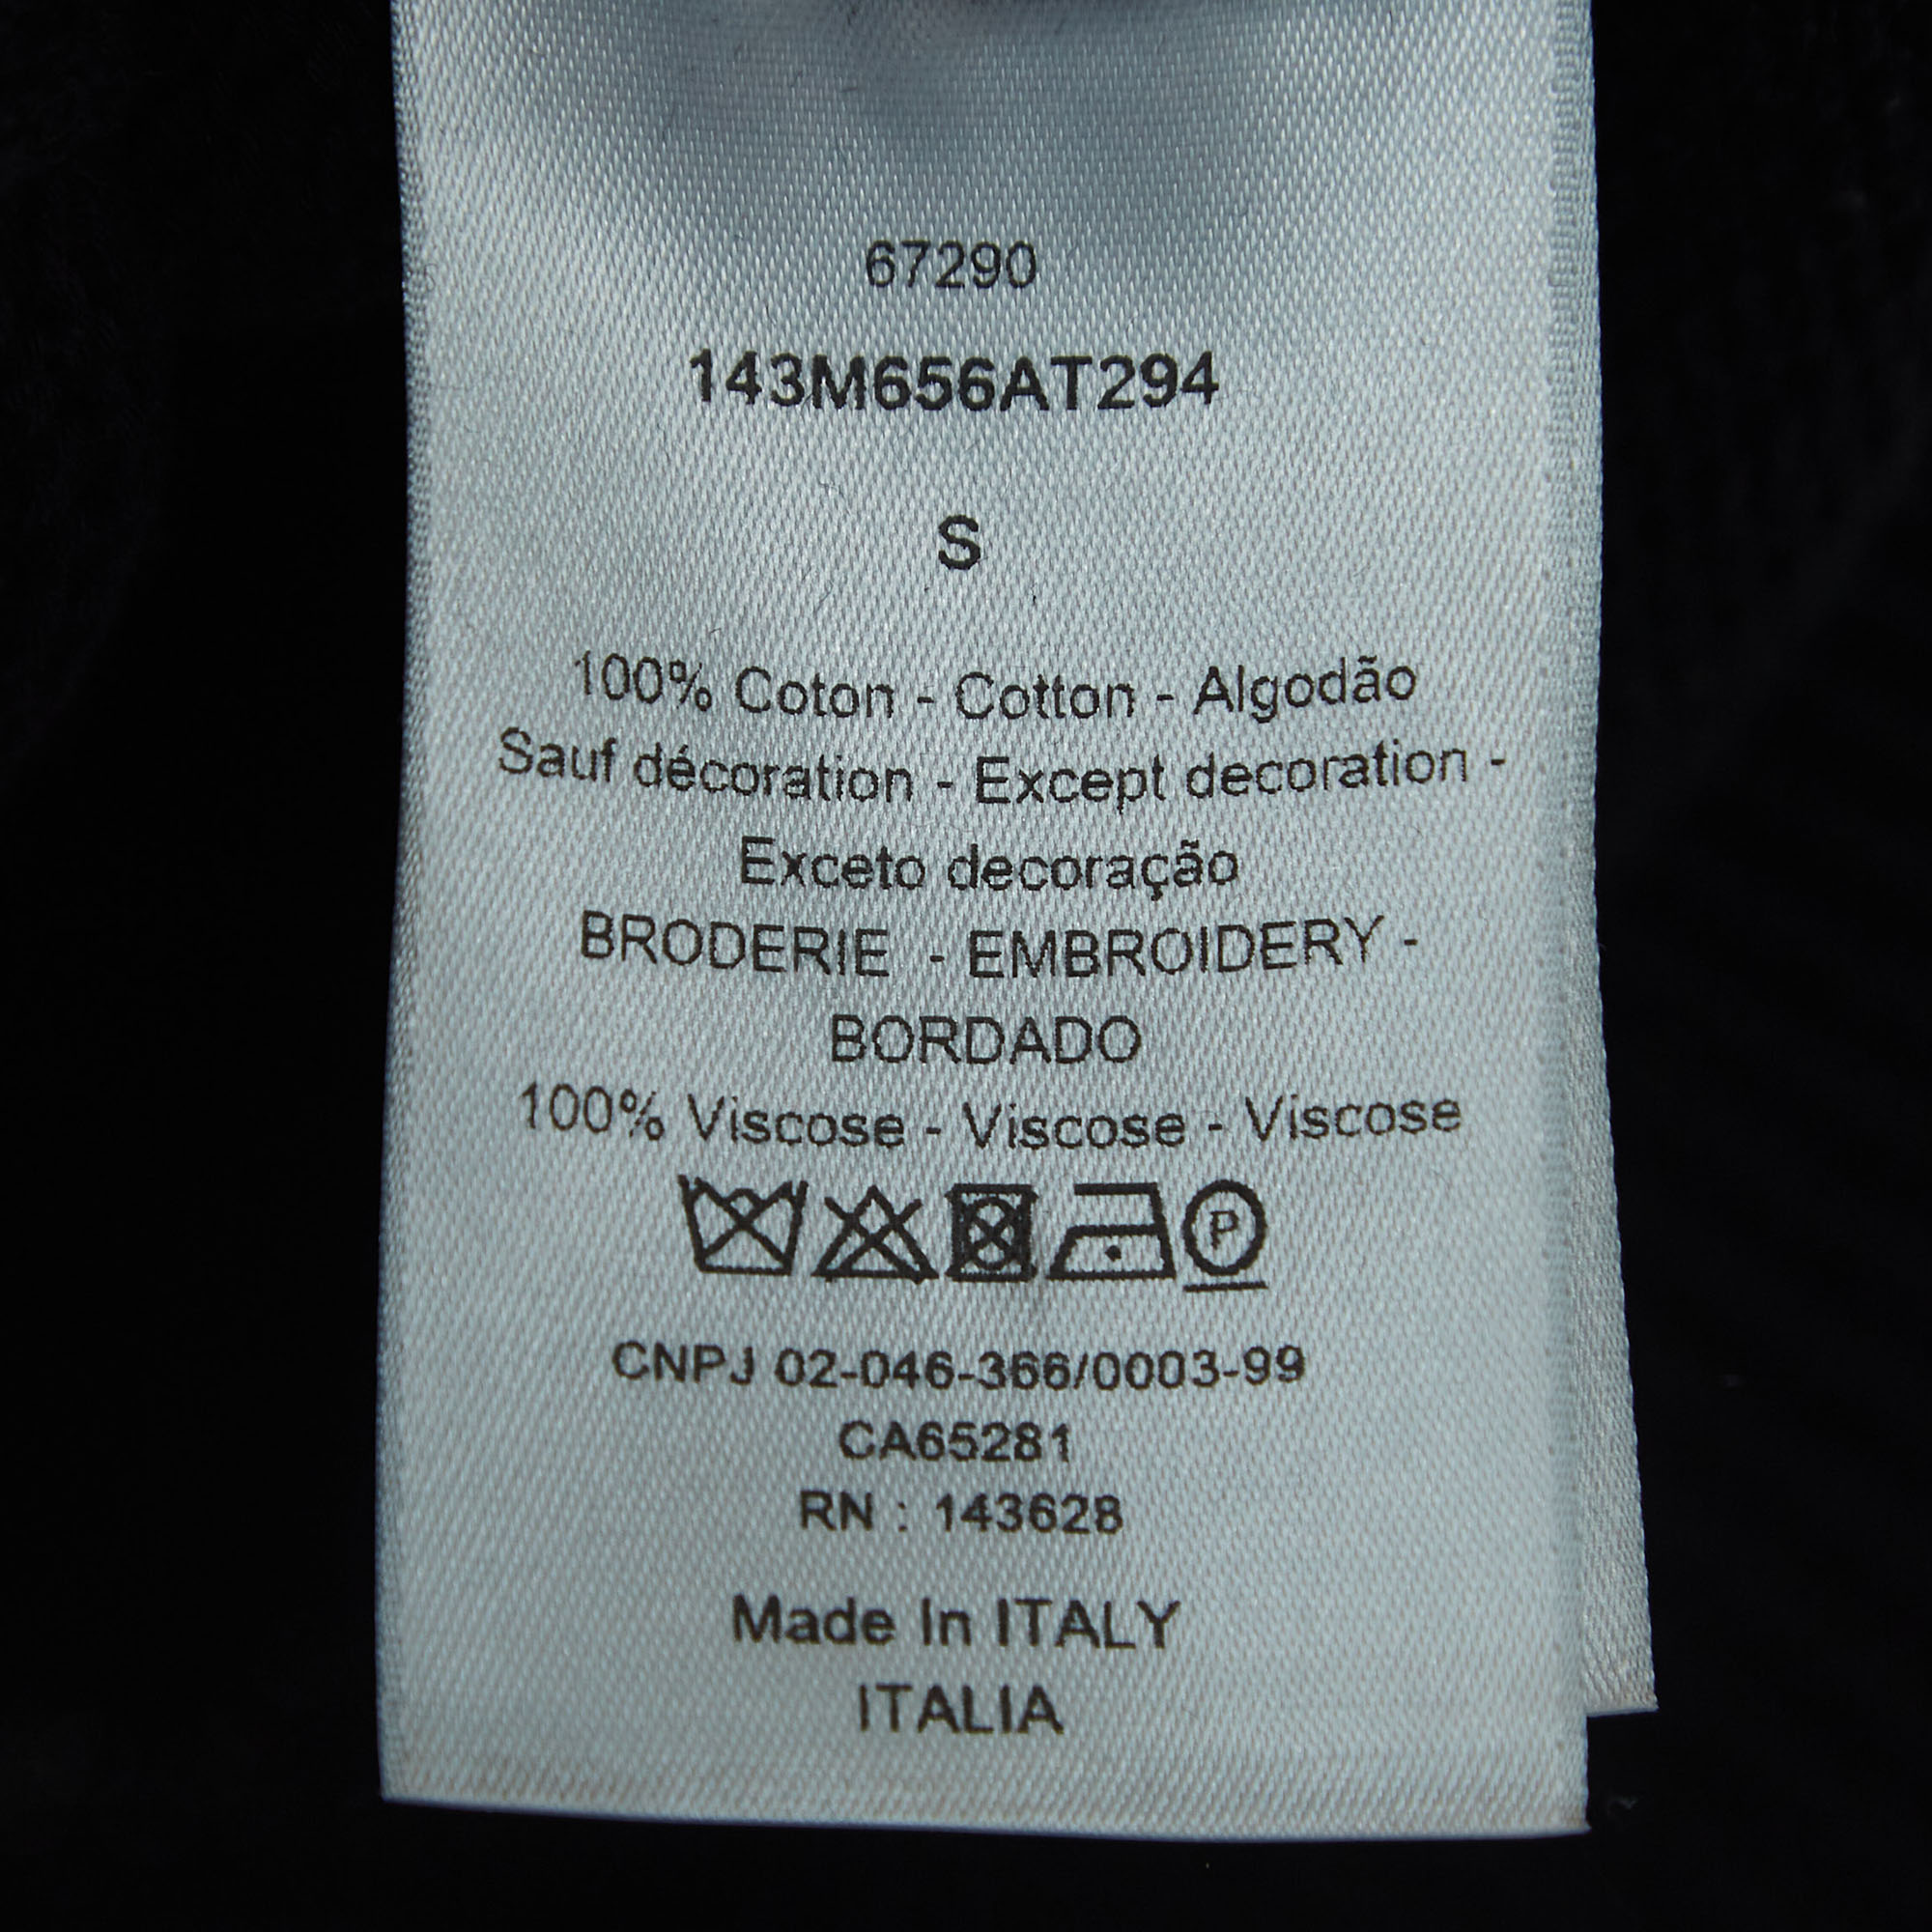 67290
143M656AT294
S
100% Coton - Cotton - Algodão
Sauf décoration - Except decoration -
Exceto decoração
BRODERIE - EMBROIDERY -
BORDADO
100% Viscose - Viscose - Viscose
P
CNPJ 02-046-366/0003-99
CA65281
RN : 143628
Made In ITALY
ITALIA